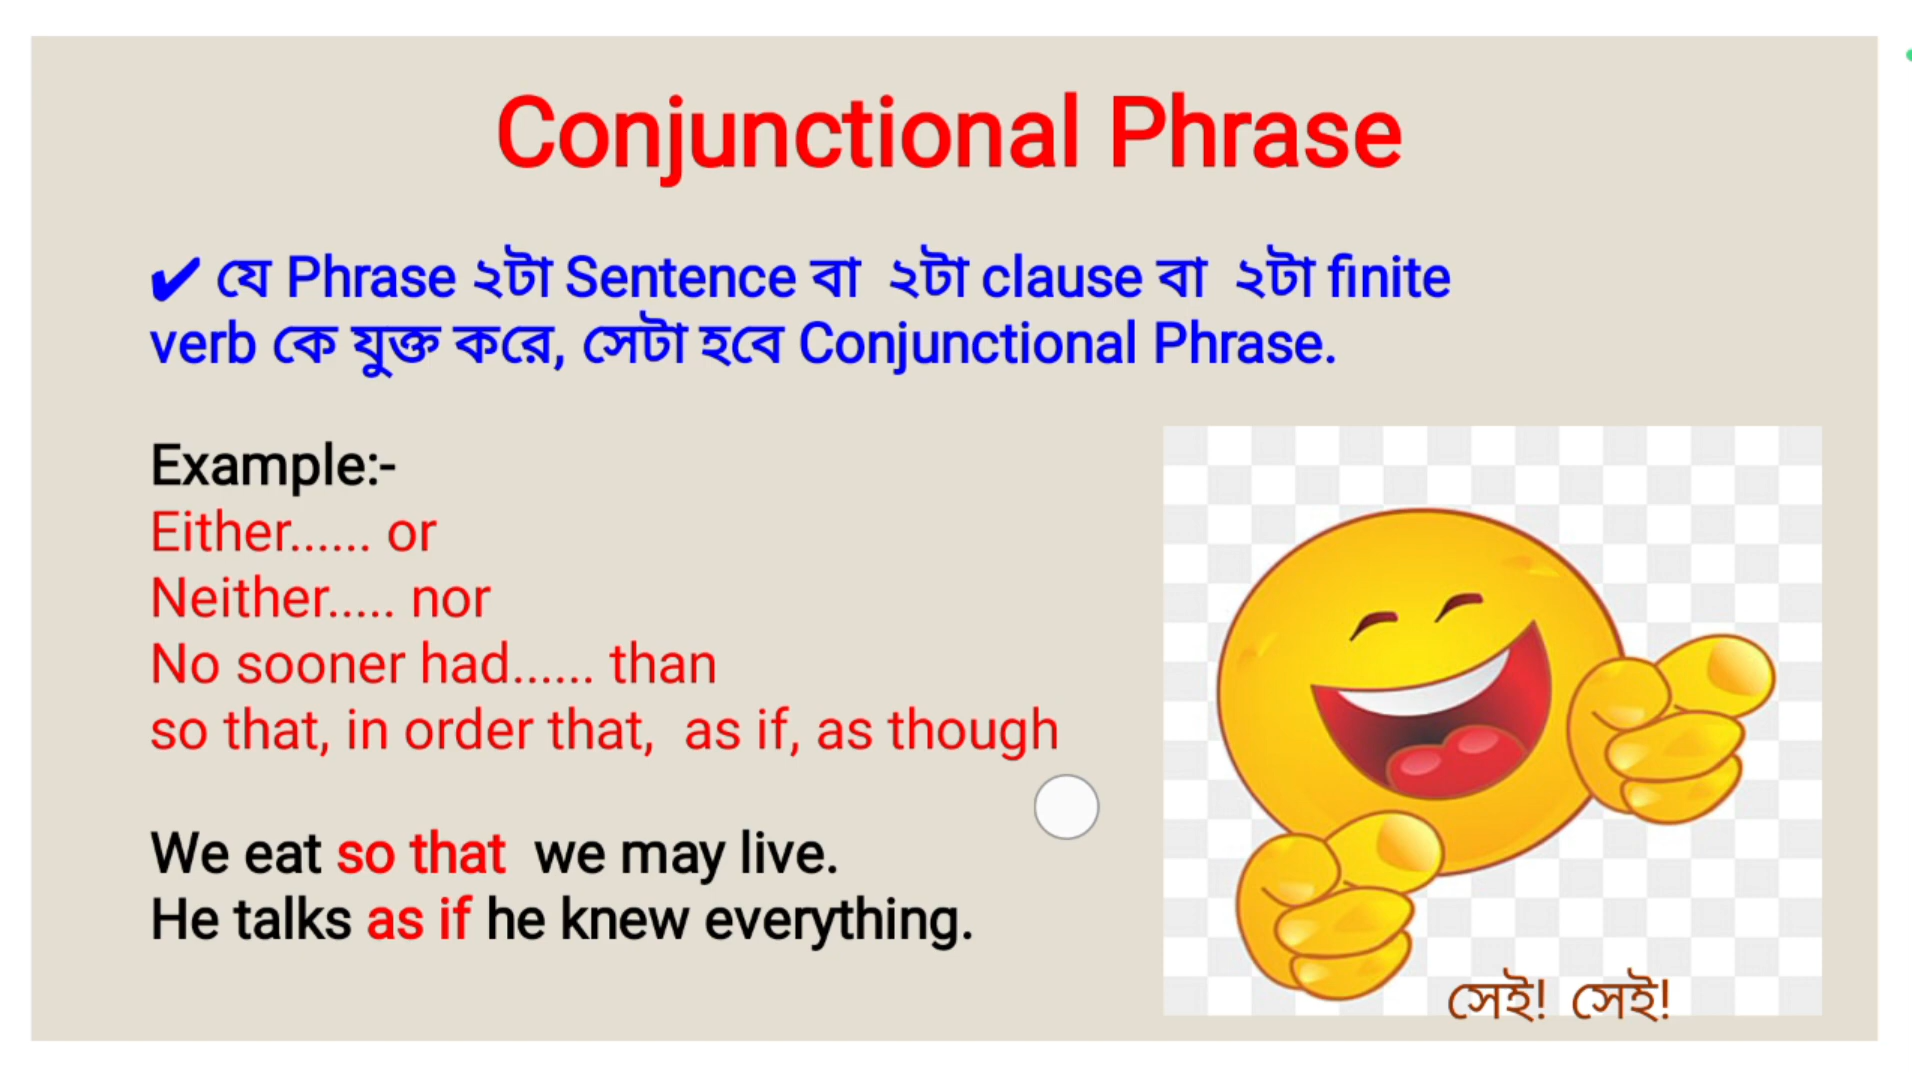 Conjunctional Phrase
✔ যে Phrase ২টা Sentence বা ২টা clause বা ২টা finite
verb কে যুক্ত করে, সেটা হবে Conjunctional Phrase.
Example:-
Either...... or
Neither..... nor
No sooner had...... than
so that, in order that, as if, as though
We eat so that we may live.
He talks as if he knew everything.
সেই! সেই!